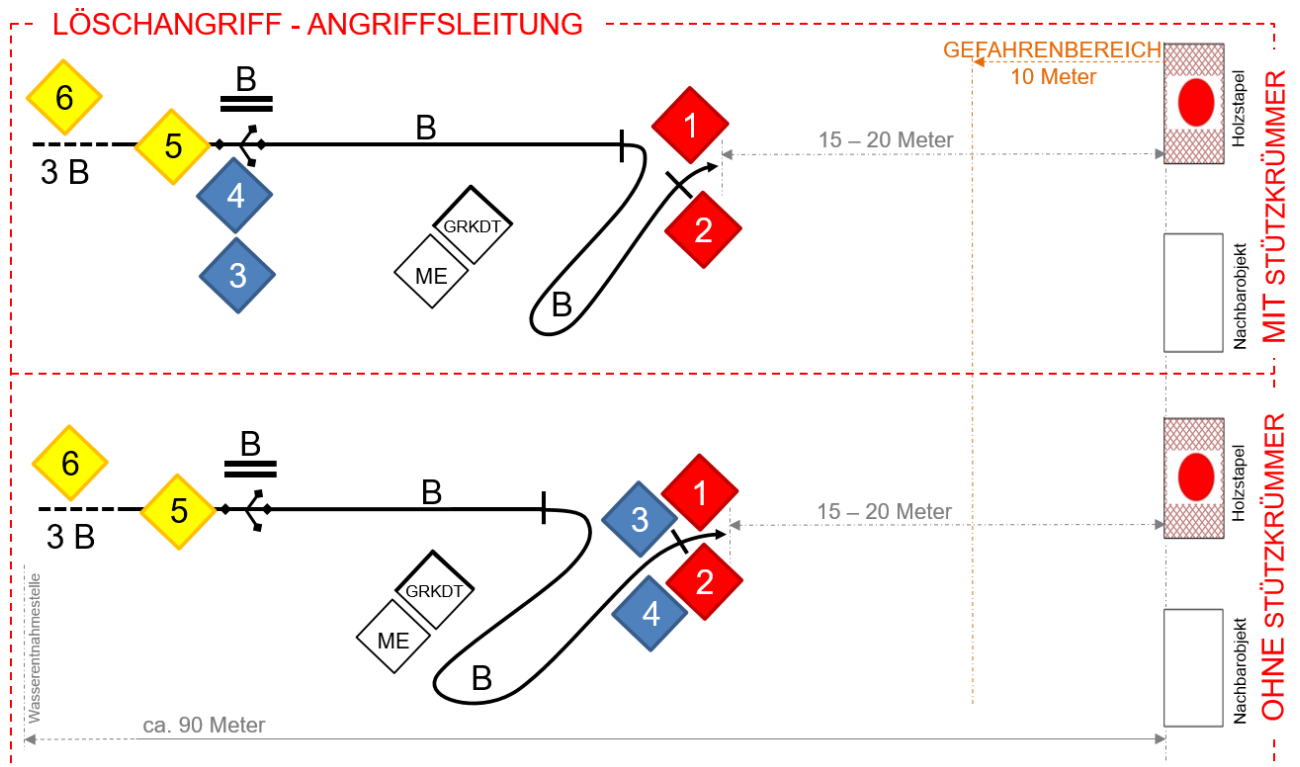 LÖSCHANGRIFF - ANGRIFFSLEITUNG
GEFAHRENBEREICH
10 Meter
6
B
5
B
1
15 – 20 Meter
Holzstapel
3 B
4
GRKDT
2
3
ME
B
Nachbarobjekt
MIT STÜTZKRÜMMER
6
B
5
B
3
1
15 – 20 Meter
Holzstapel
3 B
GRKDT
2
4
ME
B
Wasserentnahmestelle
Nachbarobjekt
OHNE STÜTZKRÜMMER
ca. 90 Meter